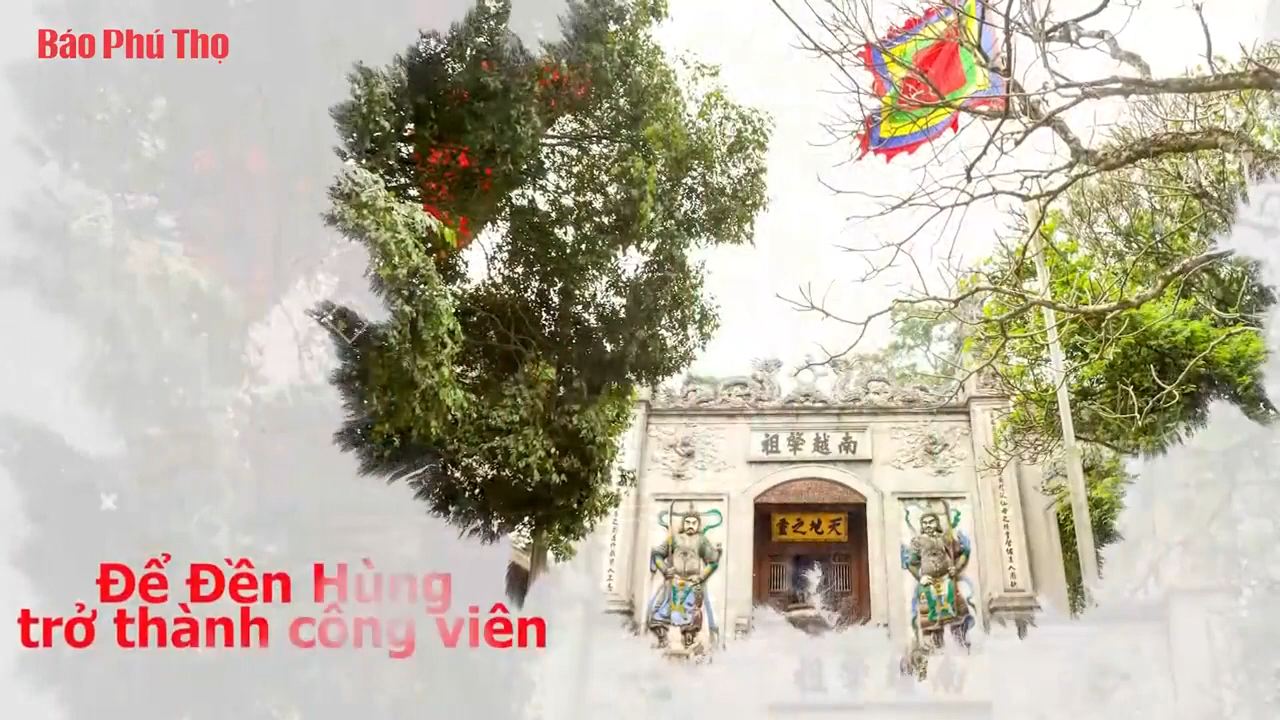 Báo Phú Thọ
祖肇越南
靈之地天
Để Đền Hùng
trở thành công viên